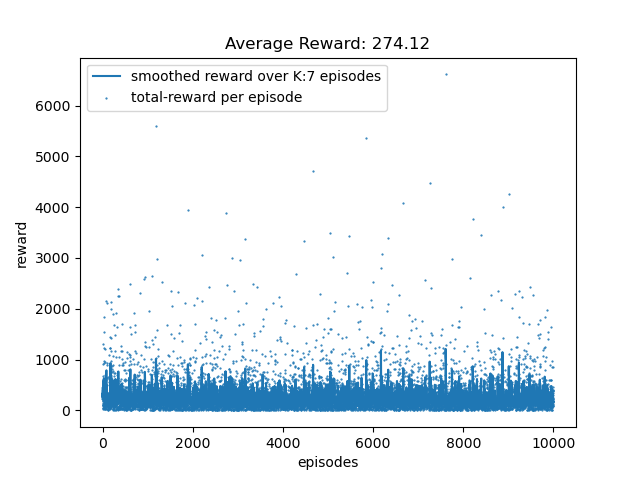 Average Reward: 274.12
smoothed reward over K:7 episodes
total-reward per episode
6000
5000
4000
3000
2000
1000
0
reward
0 2000 4000 6000 8000 10000
episodes